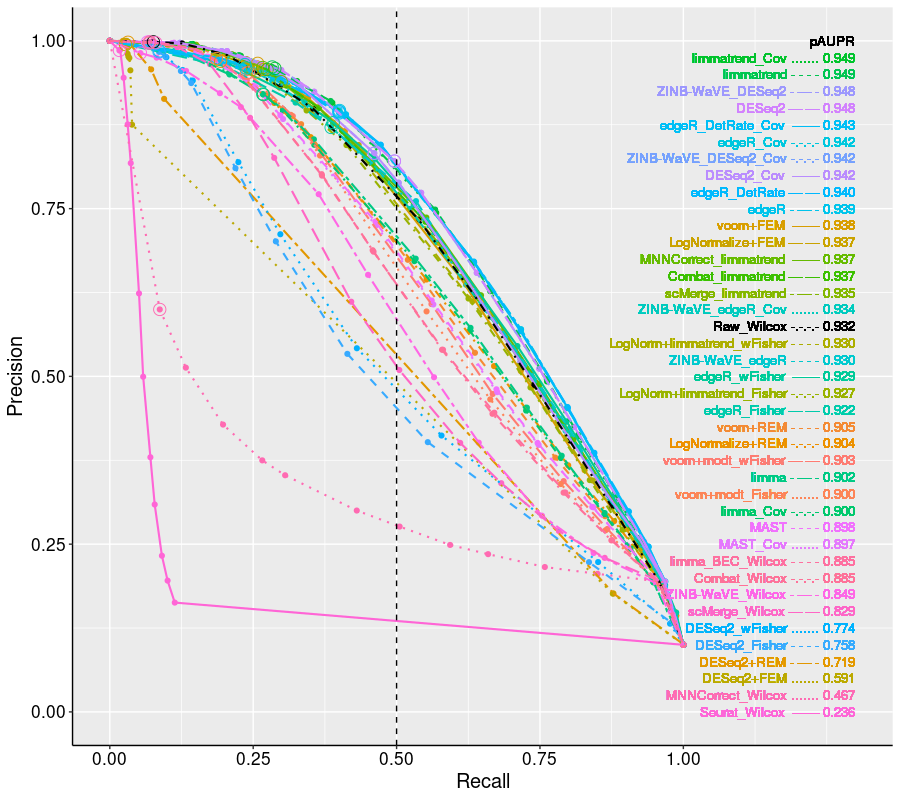 pAUPR
1.00
limmatrend_Cov 0.949
limmatrend 0.949
ZINB-WaVE_DESeq2 0.948
DESeq2 0.948
edgeR_DetRate_Cov 0.943
edgeR_Cov 0.942
ZINB-WaVE_DESeq2_Cov 0.942
DESeq2_Cov 0.942
edgeR_DetRate 0.940
0.75
edgeR 0.939
voom+FEM 0.938
LogNormalize+FEM 0.937
MNNCorrect_limmatrend 0.937
Combat_limmatrend 0.937
scMerge_limmatrend 0.935
ZINB-WaVE_edgeR_Cov 0.934
Raw_Wilcox 0.932
LogNorm+limmatrend_wFisher 0.930
ZINB-WaVE_edgeR 0.930
0.50
edgeR_wFisher 0.929
LogNorm+limmatrend_Fisher 0.927
edgeR_Fisher 0.922
voom+REM 0.905
LogNormalize+REM 0.904
voom+modt_wFisher 0.903
limma 0.902
voom+modt_Fisher 0.900
limma_Cov 0.900
MAST 0.898
0.25
MAST_Cov 0.897
limma_BEC_Wilcox 0.885
Combat_Wilcox 0.885
ZINB-WaVE_Wilcox 0.849
scMerge_Wilcox 0.829
DESeq2_wFisher 0.774
DESeq2_Fisher 0.758
DESeq2+REM 0.719
DESeq2+FEM 0.591
MNNCorrect_Wilcox 0.467
0.00
Seurat_Wilcox 0.236
Precision
0.00 0.25 0.50 0.75 1.00
Recall